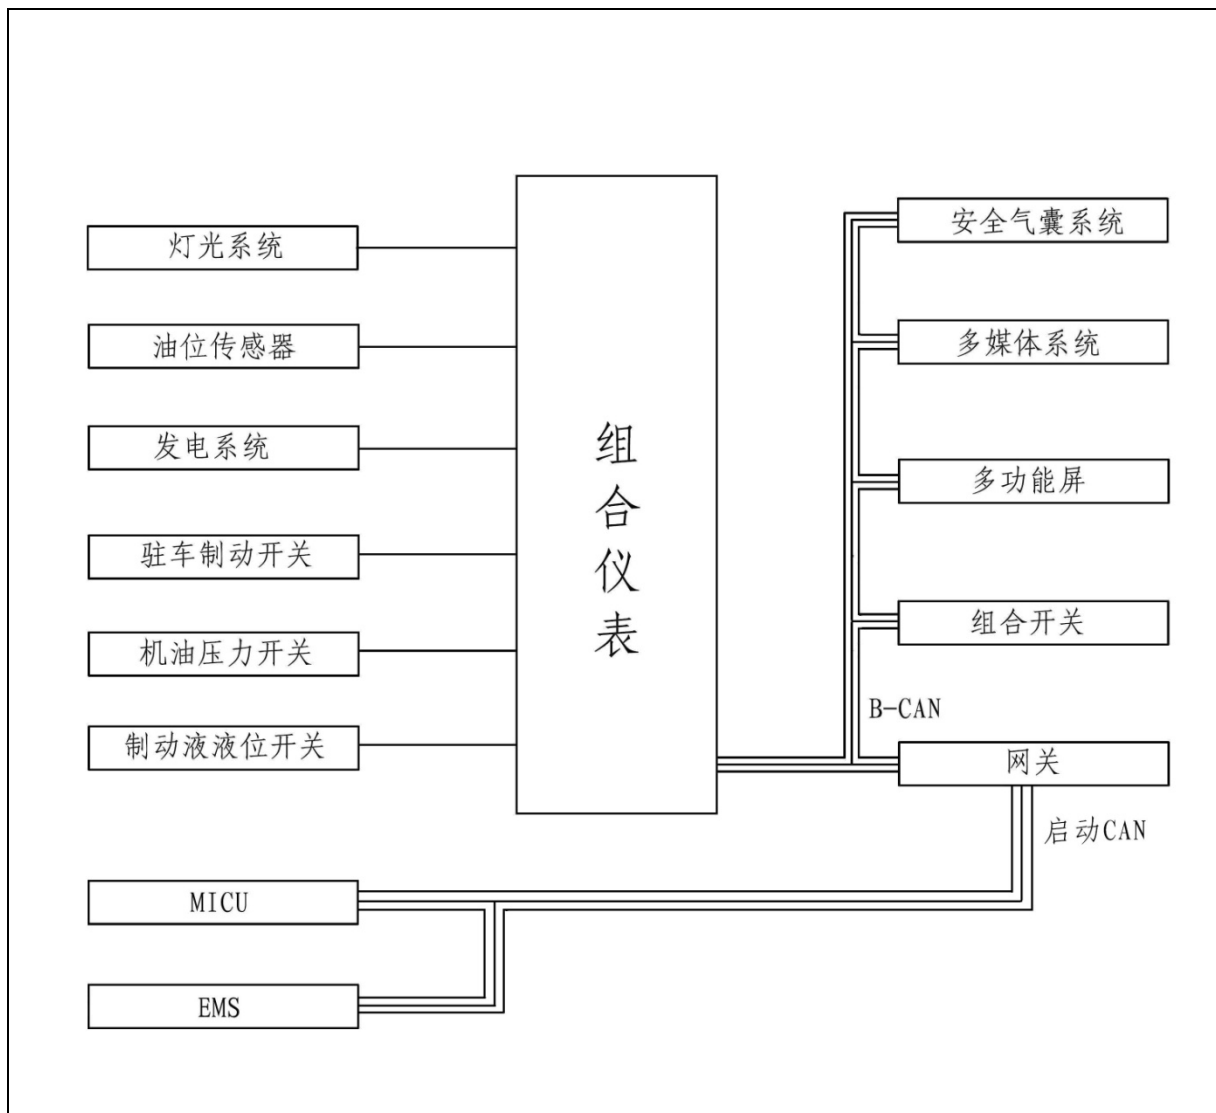 灯光系统
油位传感器
发电系统
驻车制动开关
机油压力开关
制动液液位开关
组合仪表
安全气囊系统
多媒体系统
多功能屏
组合开关
B-CAN
网关
启动CAN
MICU
EMS